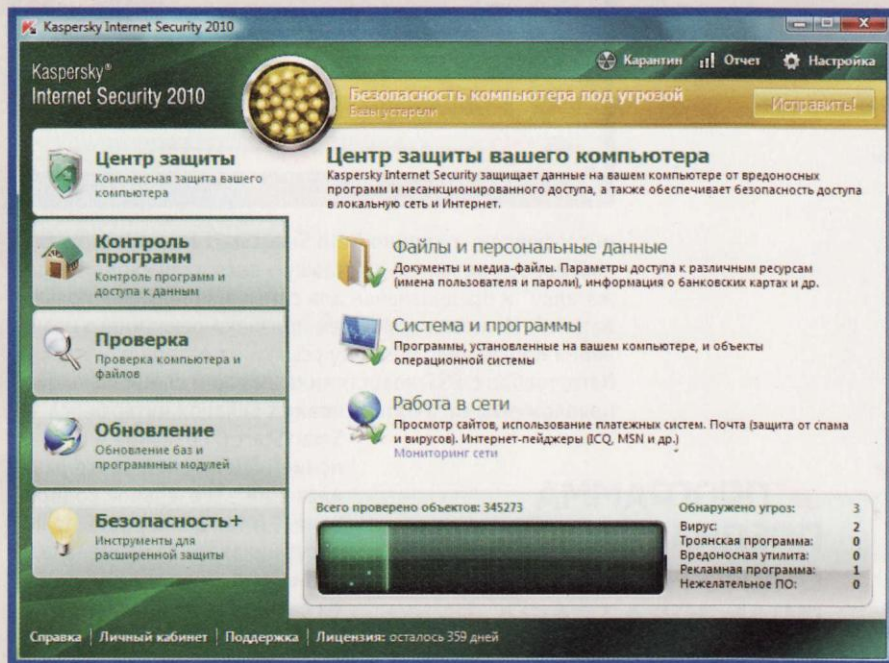 Kaspersky Internet Security 2010
Карантин
Отчет
Настройка
Kaspersky®
Internet Security 2010
Безопасность компьютера под угрозой
Базы устарели
Исправить!
Центр защиты
Комплексная защита вашего
компьютера
Контроль
программ
Контроль программ и
доступа к данным
Проверка
Проверка компьютера и
файлов
Обновление
Обновление баз и
программных модулей
Безопасность+
Инструменты для
расширенной защиты
Центр защиты вашего компьютера
Kaspersky Internet Security защищает данные на вашем компьютере от вредоносных
программ и несанкционированного доступа, а также обеспечивает безопасность доступа
в локальную сеть и Интернет.
Файлы и персональные данные
Документы и медиа-файлы. Параметры доступа к различным ресурсам
(имена пользователя и пароли), информация о банковских картах и др.
Система и программы
Программы, установленные на вашем компьютере, и объекты
операционной системы
Работа в сети
Просмотр сайтов, использование платежных систем. Почта (защита от спама
и вирусов). Интернет-пейджеры (ICQ, MSN и др.)
Мониторинг сети
Всего проверено объектов: 345273
Обнаружено угроз: 3
Вирус: 2
Троянская программа: 0
Вредоносная утилита: 0
Рекламная программа: 1
Нежелательное ПО: 0
Справка | Личный кабинет | Поддержка | Лицензия: осталось 359 дней